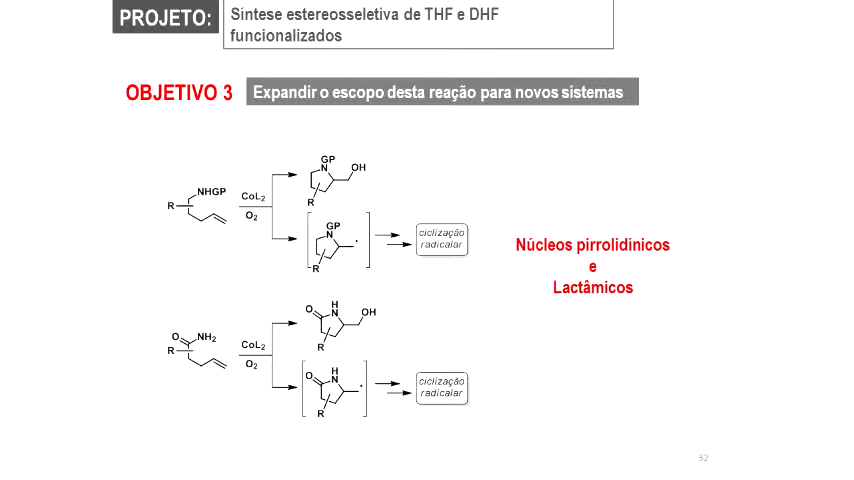 PROJETO:
Síntese estereosseletiva de THF e DHF
funcionalizados
OBJETIVO 3
Expandir o escopo desta reação para novos sistemas
NHGP
R
CoL2
O2
GP
N
OH
R
GP
N
R
ciclização
radicalar
Núcleos pirrolidínicos
e
Lactâmicos
O
NH2
R
CoL2
O2
O
H
N
OH
R
O
H
N
R
ciclização
radicalar
32